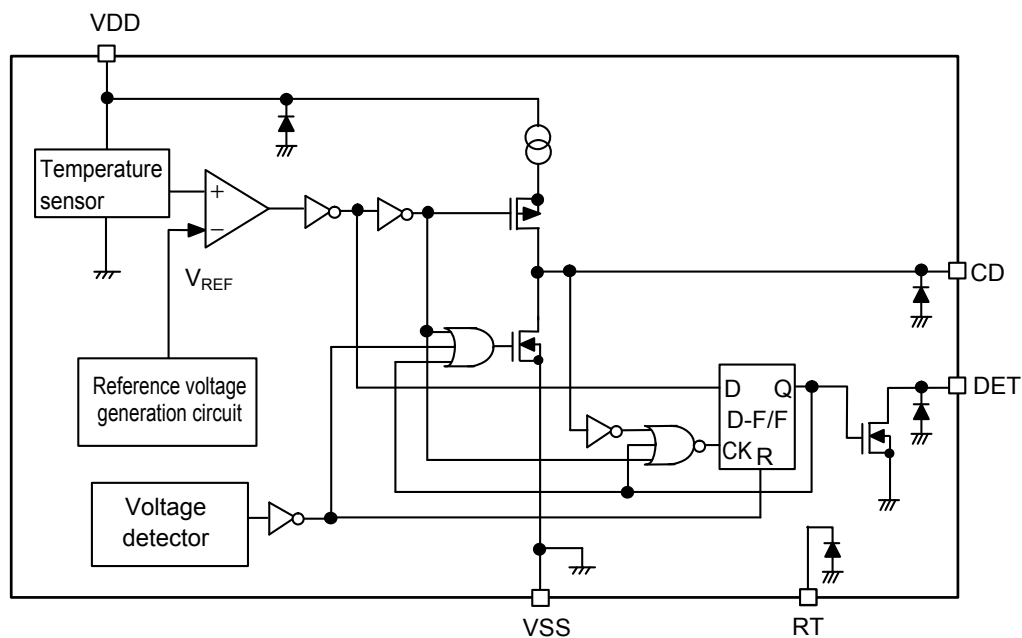 VDD
Temperature
sensor
+
−
VREF
CD
Reference voltage
generation circuit
D Q
D-F/F
CK R
DET
Voltage
detector
VSS
RT